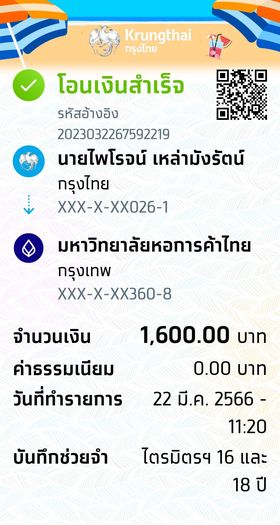 Krungthai
กรุงไทย
โอนเงินสำเร็จ
รหัสอ้างอิง
2023032267592219
นายไพโรจน์ เหล่ามังรัตน์
กรุงไทย
XXX-X-XX026-1
มหาวิทยาลัยหอการค้าไทย
กรุงเทพ
XXX-X-XX360-8
จำนวนเงิน 1,600.00 บาท
ค่าธรรมเนียม 0.00 บาท
วันที่ทำรายการ 22 มี.ค. 2566 -
11:20
บันทึกช่วยจำ ไตรมิตรฯ 16 และ
18 ปี